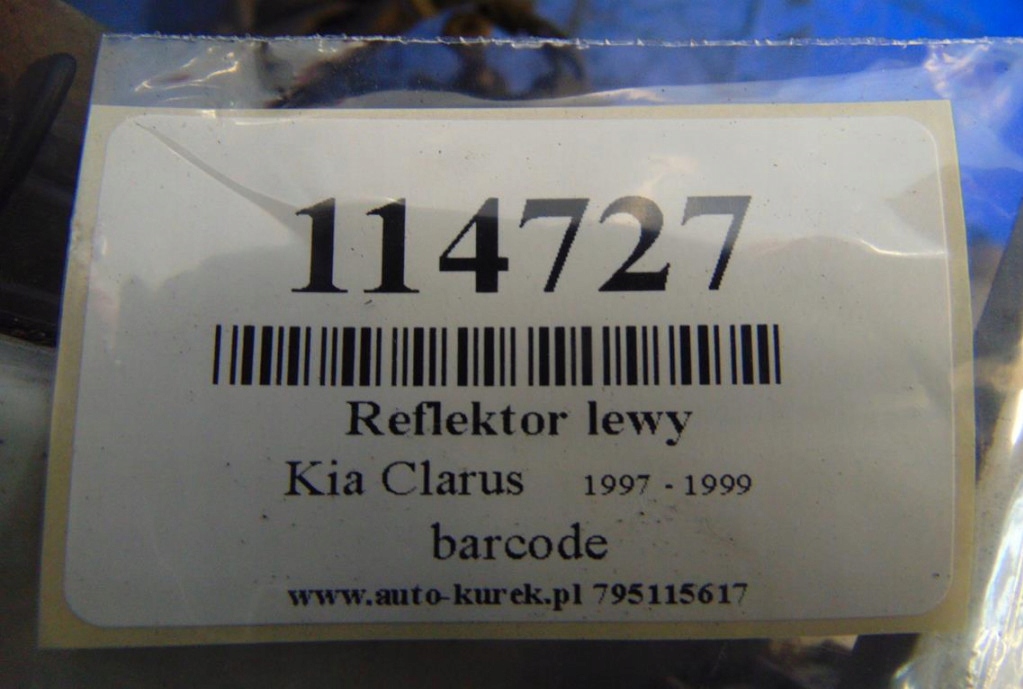 114727
Reflektor lewy
Kia Clarus 1997 - 1999
barcode
www.auto-kurek.pl 795115617